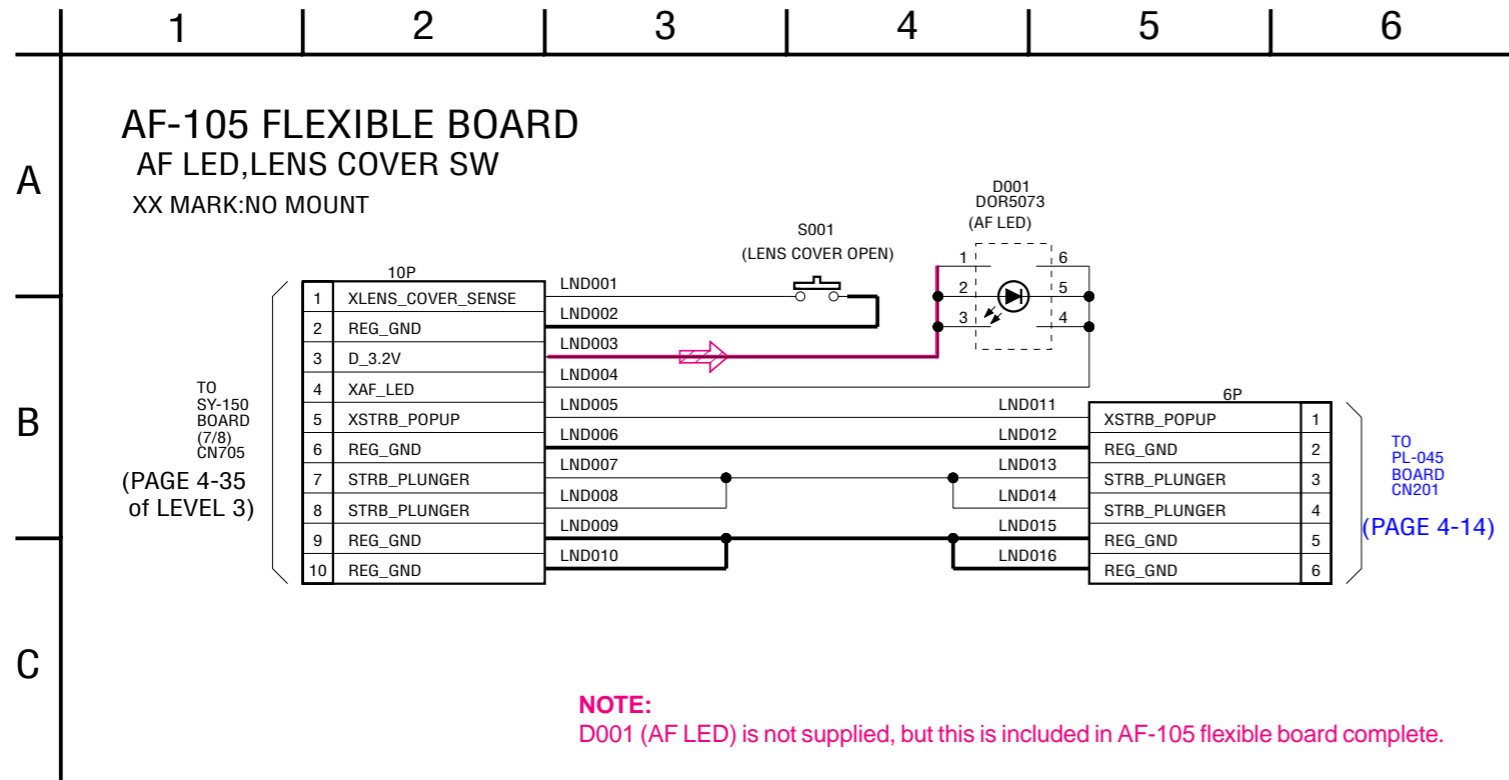 1 2 3 4 5 6
A
B
C
AF-105 FLEXIBLE BOARD
AF LED,LENS COVER SW
XX MARK:NO MOUNT
S001
(LENS COVER OPEN)
D001
DOR5073
(AF LED)
1 6
2 5
3 4
10P
1 XLENS_COVER_SENSE LND001
2 REG_GND LND002
3 D_3.2V LND003
4 XAF_LED LND004
5 XSTRB_POPUP LND005
6 REG_GND LND006
7 STRB_PLUNGER LND007
8 STRB_PLUNGER LND008
9 REG_GND LND009
10 REG_GND LND010
TO
SY-150
BOARD
(7/8)
CN705
(PAGE 4-35
of LEVEL 3)
6P
LND011 XSTRB_POPUP 1
LND012 REG_GND 2
LND013 STRB_PLUNGER 3
LND014 STRB_PLUNGER 4
LND015 REG_GND 5
LND016 REG_GND 6
TO
PL-045
BOARD
CN201
(PAGE 4-14)
NOTE:
D001 (AF LED) is not supplied, but this is included in AF-105 flexible board complete.